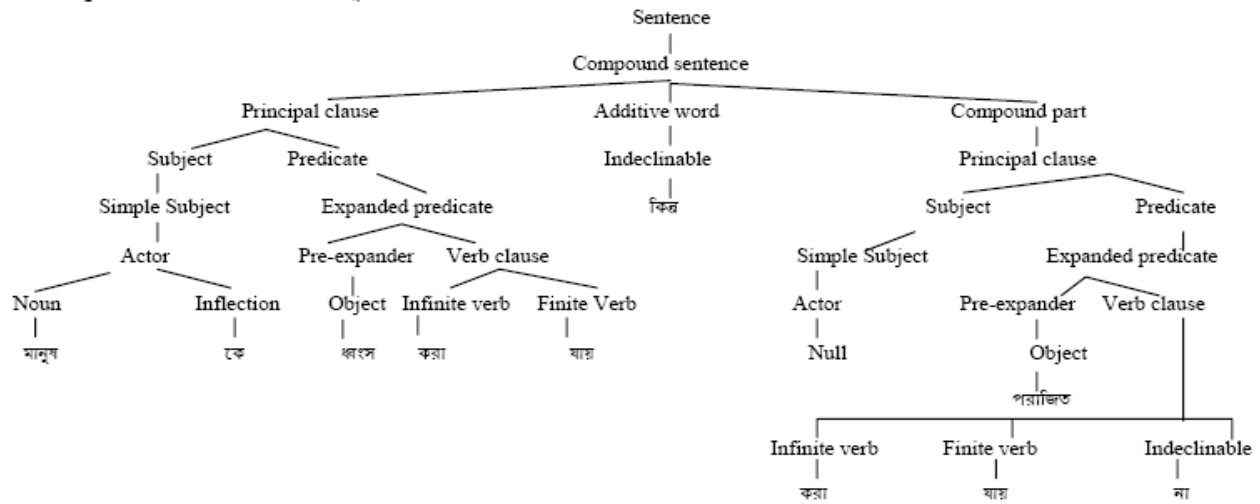 Sentence
Compound sentence
Principal clause Additive word Compound part
Subject Predicate Indeclinable Principal clause
Simple Subject Expanded predicate কিন্তু Subject Predicate
Actor Pre-expander Verb clause Simple Subject Expanded predicate
Noun Inflection Object Infinite verb Finite Verb Actor Pre-expander Verb clause
মানুষ কে ধ্বংস করা যায় Null Object
পরাজিত
Infinite verb Finite verb Indeclinable
করা যায় না